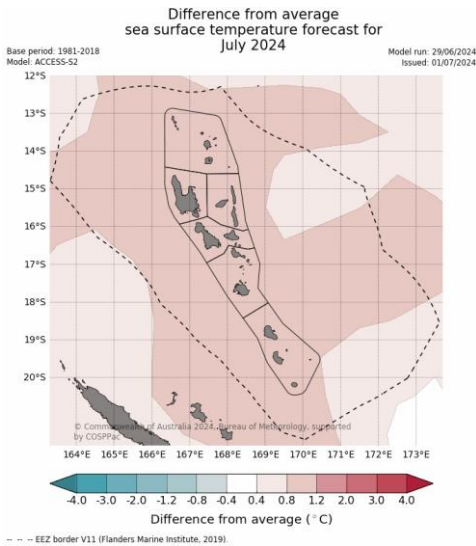 Difference from average
sea surface temperature forecast for
July 2024
Base period: 1981-2018
Model: ACCESS-S2
Model run: 29/06/2024
Issued: 01/07/2024
12°S
13°S
14°S
15°S
16°S
17°S
18°S
19°S
20°S
© Commonwealth of Australia 2024, Bureau of Meteorology, supported
by COSPPac
164°E 165°E 166°E 167°E 168°E 169°E 170°E 171°E 172°E 173°E
-4.0 -3.0 -2.0 -1.2 -0.8 -0.4 0.4 0.8 1.2 2.0 3.0 4.0
Difference from average (°C)
-- -- -- EEZ border V11 (Flanders Marine Institute, 2019).